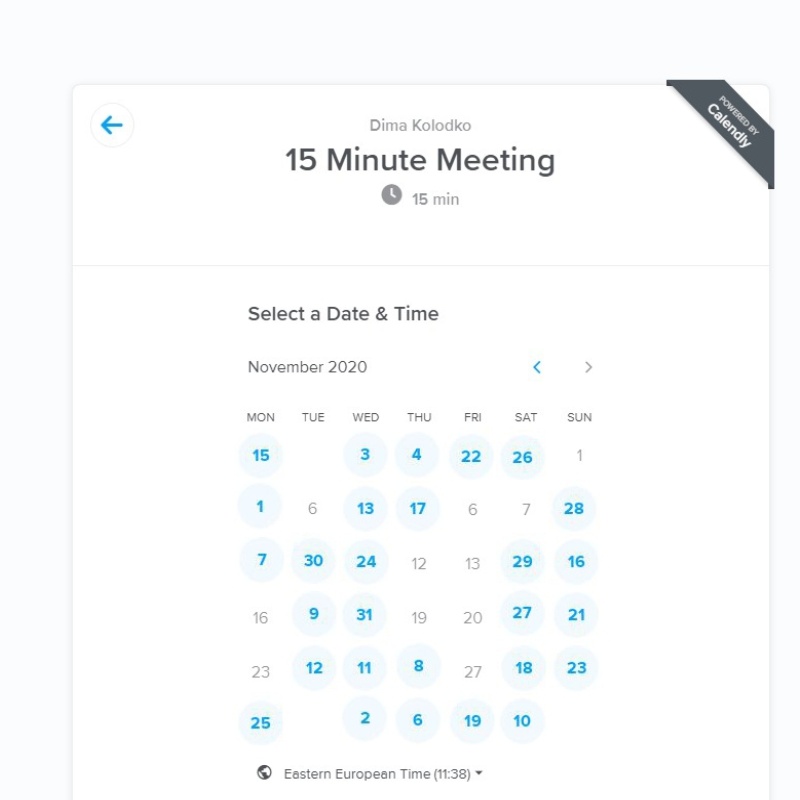 POWERED BY
Calendly
Dima Kolodko
15 Minute Meeting
15 min
Select a Date & Time
November 2020
MON TUE WED THU FRI SAT SUN
15 3 4 22 26 1
1 6 13 17 6 7 28
7 30 24 12 13 29 16
16 9 31 19 20 27 21
23 12 11 8 27 18 23
25 2 6 19 10
Eastern European Time (11:38)